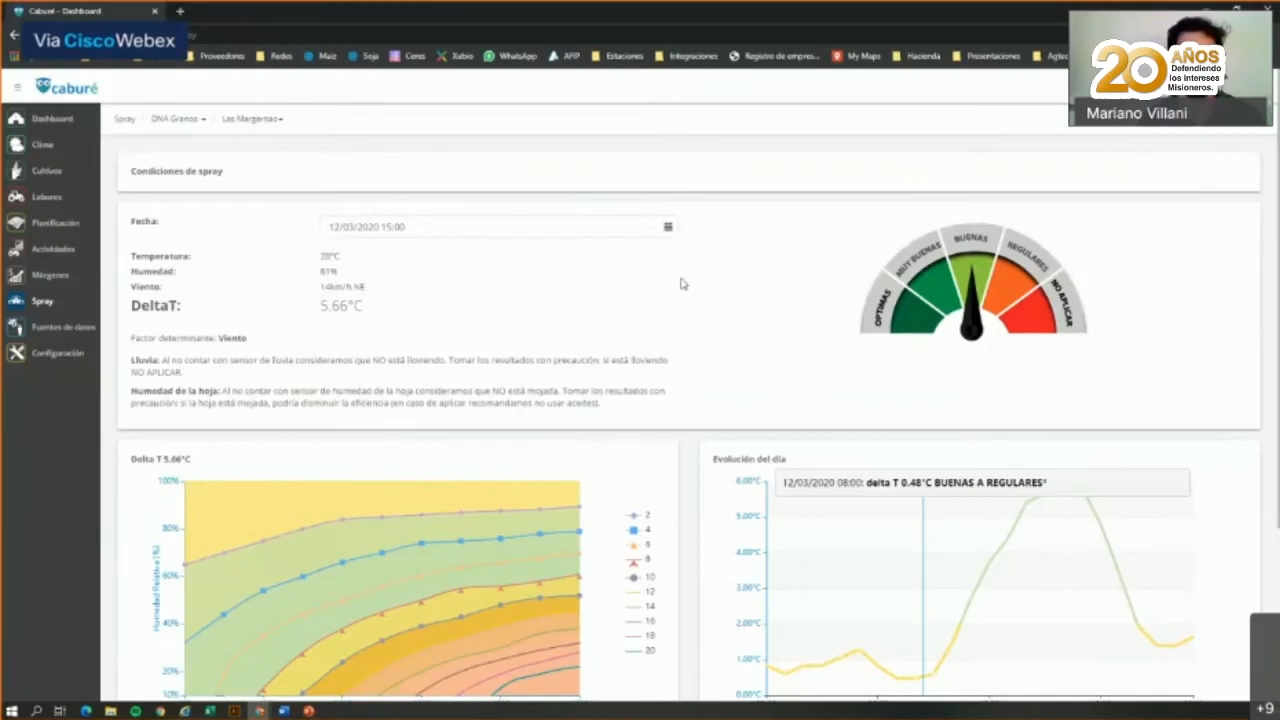 Caburé - Dashboard
Via CiscoWebex
Proveedores
Redes
Maiz
Soja
Ceres
Xubio
WhatsApp
AFIP
Estaciones
Integraciones
Registro de empres...
My Maps
Hacienda
Presentaciones
20 AÑOS
Defendiendo
los intereses
Misioneros.
Mariano Villani
caburé
Dashboard
Clima
Cultivos
Labores
Planificación
Actividades
Márgenes
Spray
Fuentes de datos
Configuración
Spray / DNA Granos / Las Margaritas
Condiciones de spray
Fecha: 12/03/2020 15:00
Temperatura: 28°C
Humedad: 61%
Viento: 14km/h NE
DeltaT: 5.66°C
Factor determinante: Viento
Lluvia: Al no contar con sensor de lluvia consideramos que NO está lloviendo. Tomar los resultados con precaución: si está lloviendo
NO APLICAR.
Humedad de la hoja: Al no contar con sensor de humedad de la hoja consideramos que NO está mojada. Tomar los resultados con
precaución: si la hoja está mojada, podría disminuir la eficiencia (en caso de aplicar recomendamos no usar aceites).
OPTIMAS
MUY BUENAS
BUENAS
REGULARES
NO APLICAR
Delta T 5.66°C
100%
80%
60%
40%
20%
10%
Humedad Relativa (%)
2
4
6
8
10
12
14
16
18
20
Evolución del día
12/03/2020 08:00: delta T 0.48°C BUENAS A REGULARES*
6.00°C
5.00°C
4.00°C
3.00°C
2.00°C
1.00°C
0.00°C
+9